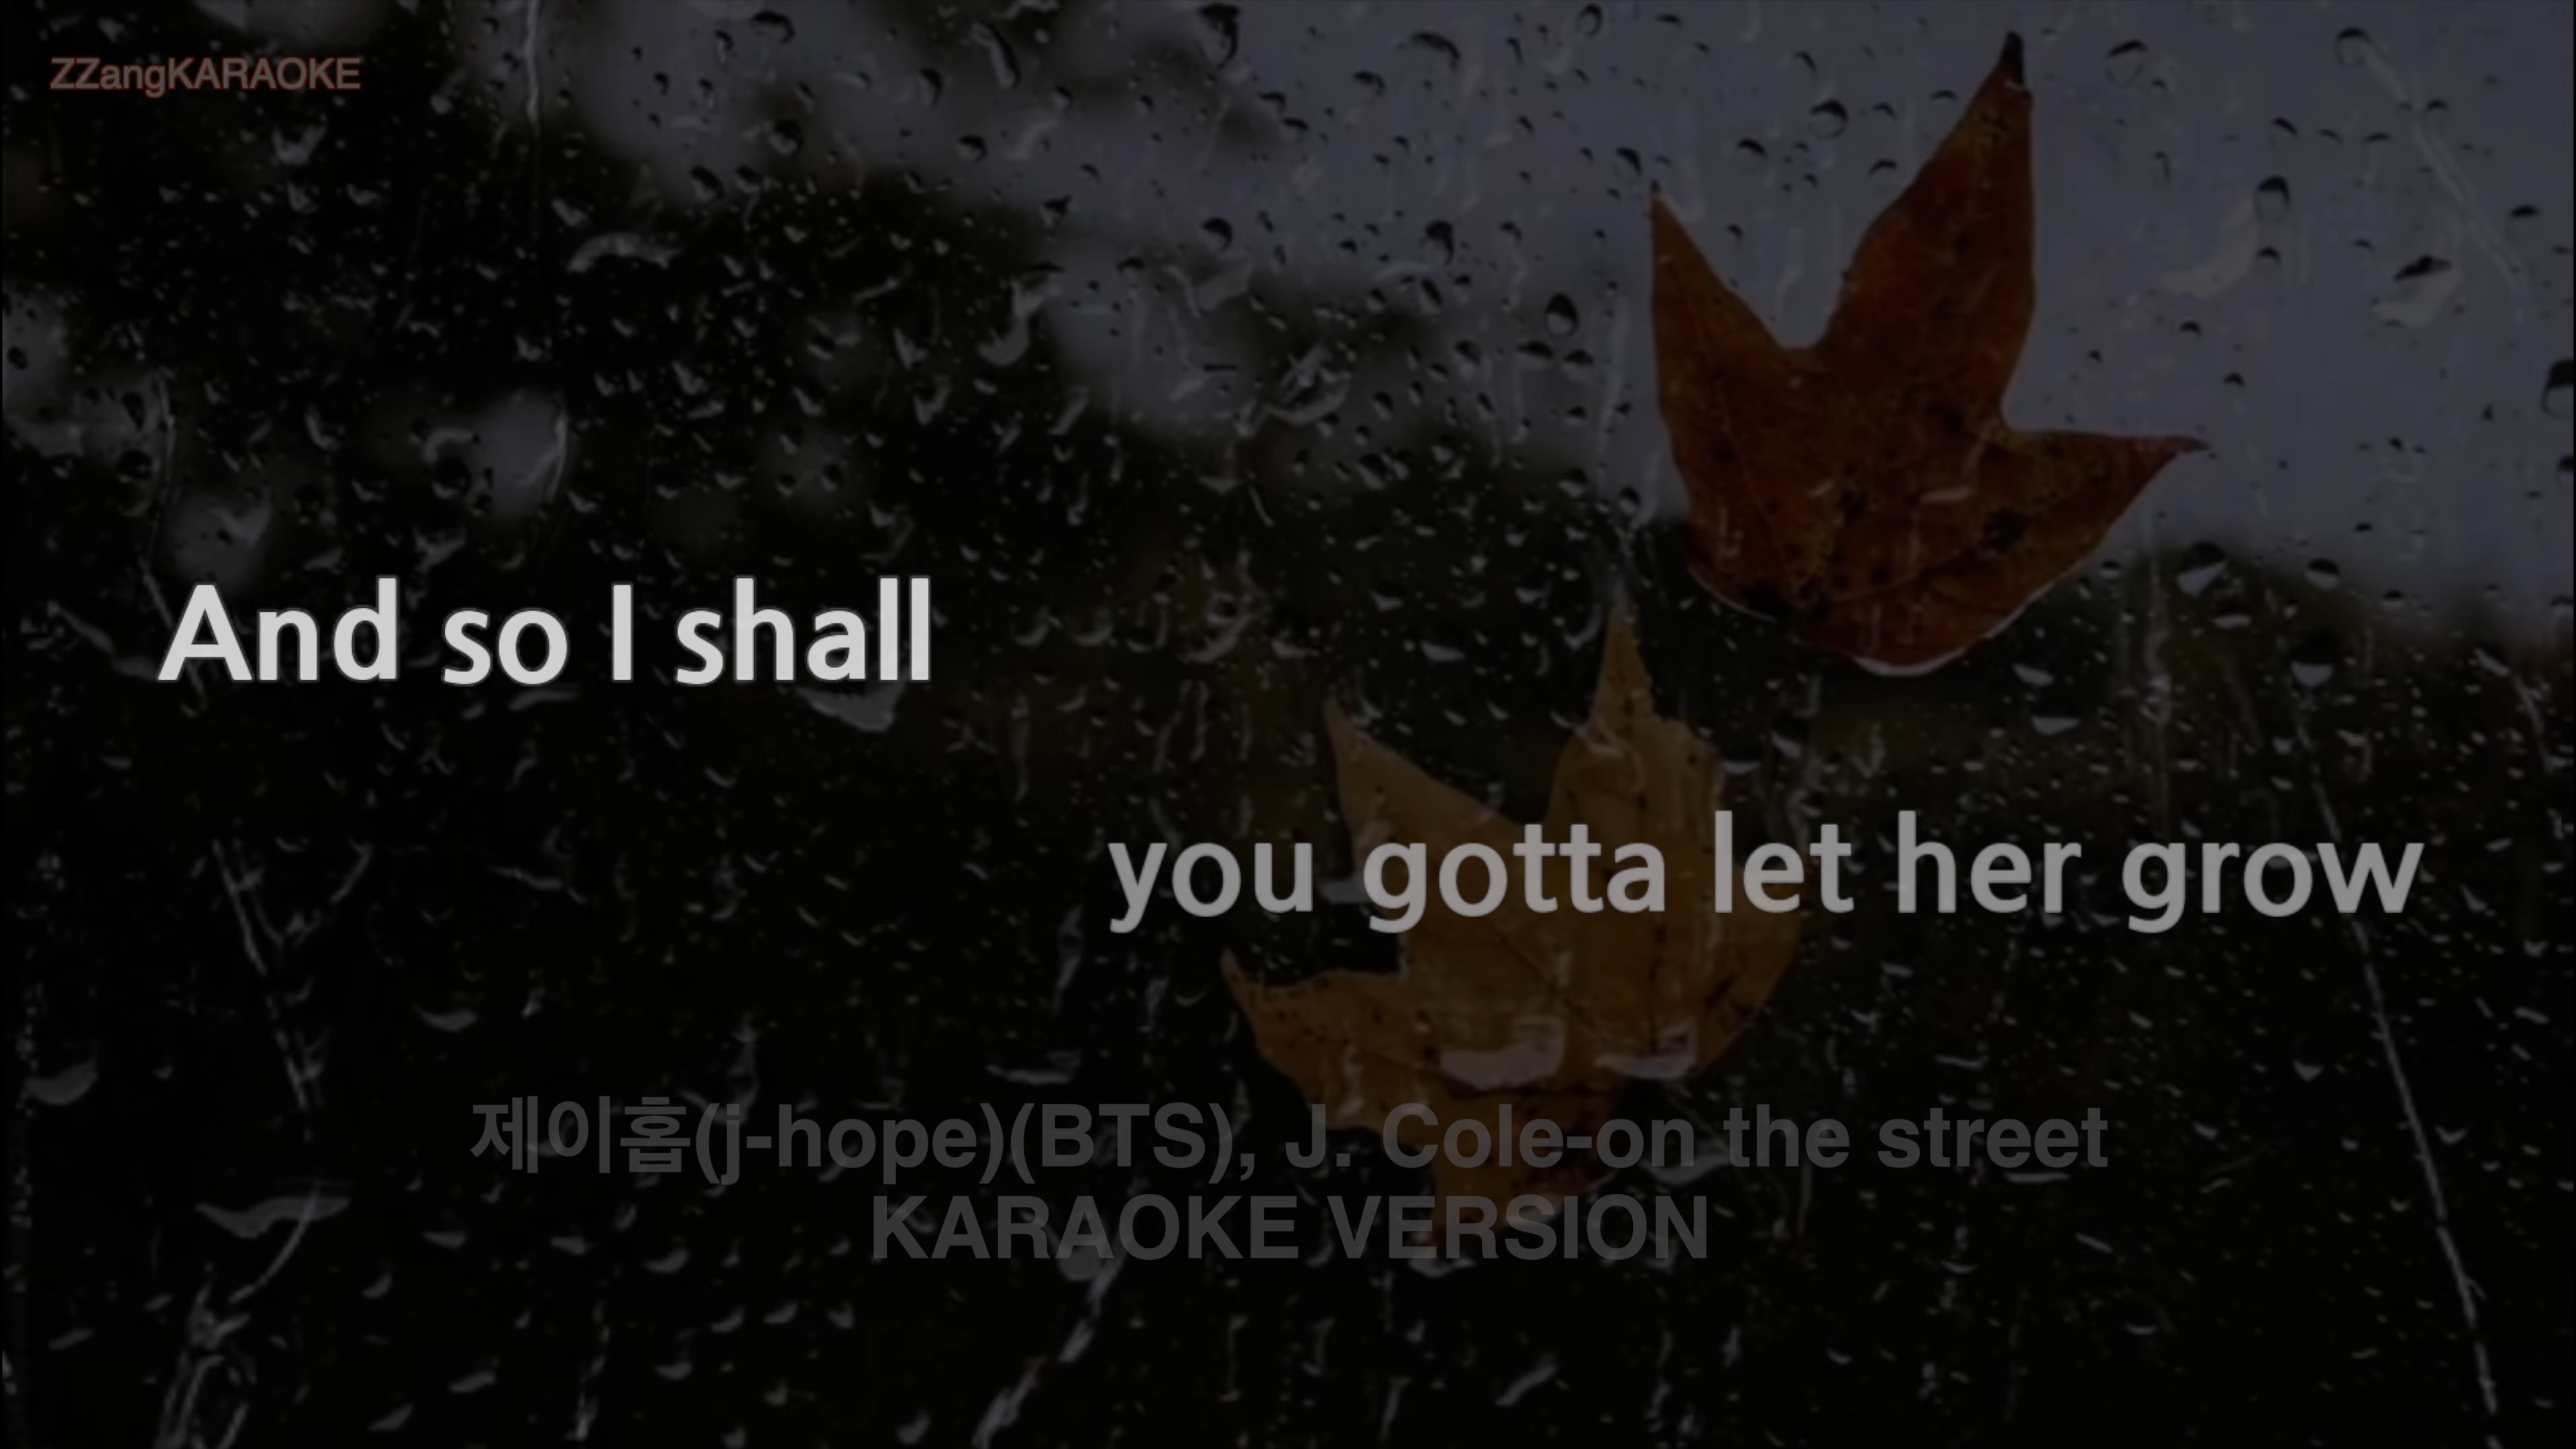 ZZangKARAOKE
And so I shall
you gotta let her grow
제이홉(j-hope)(BTS), J. Cole-on the street
KARAOKE VERSION